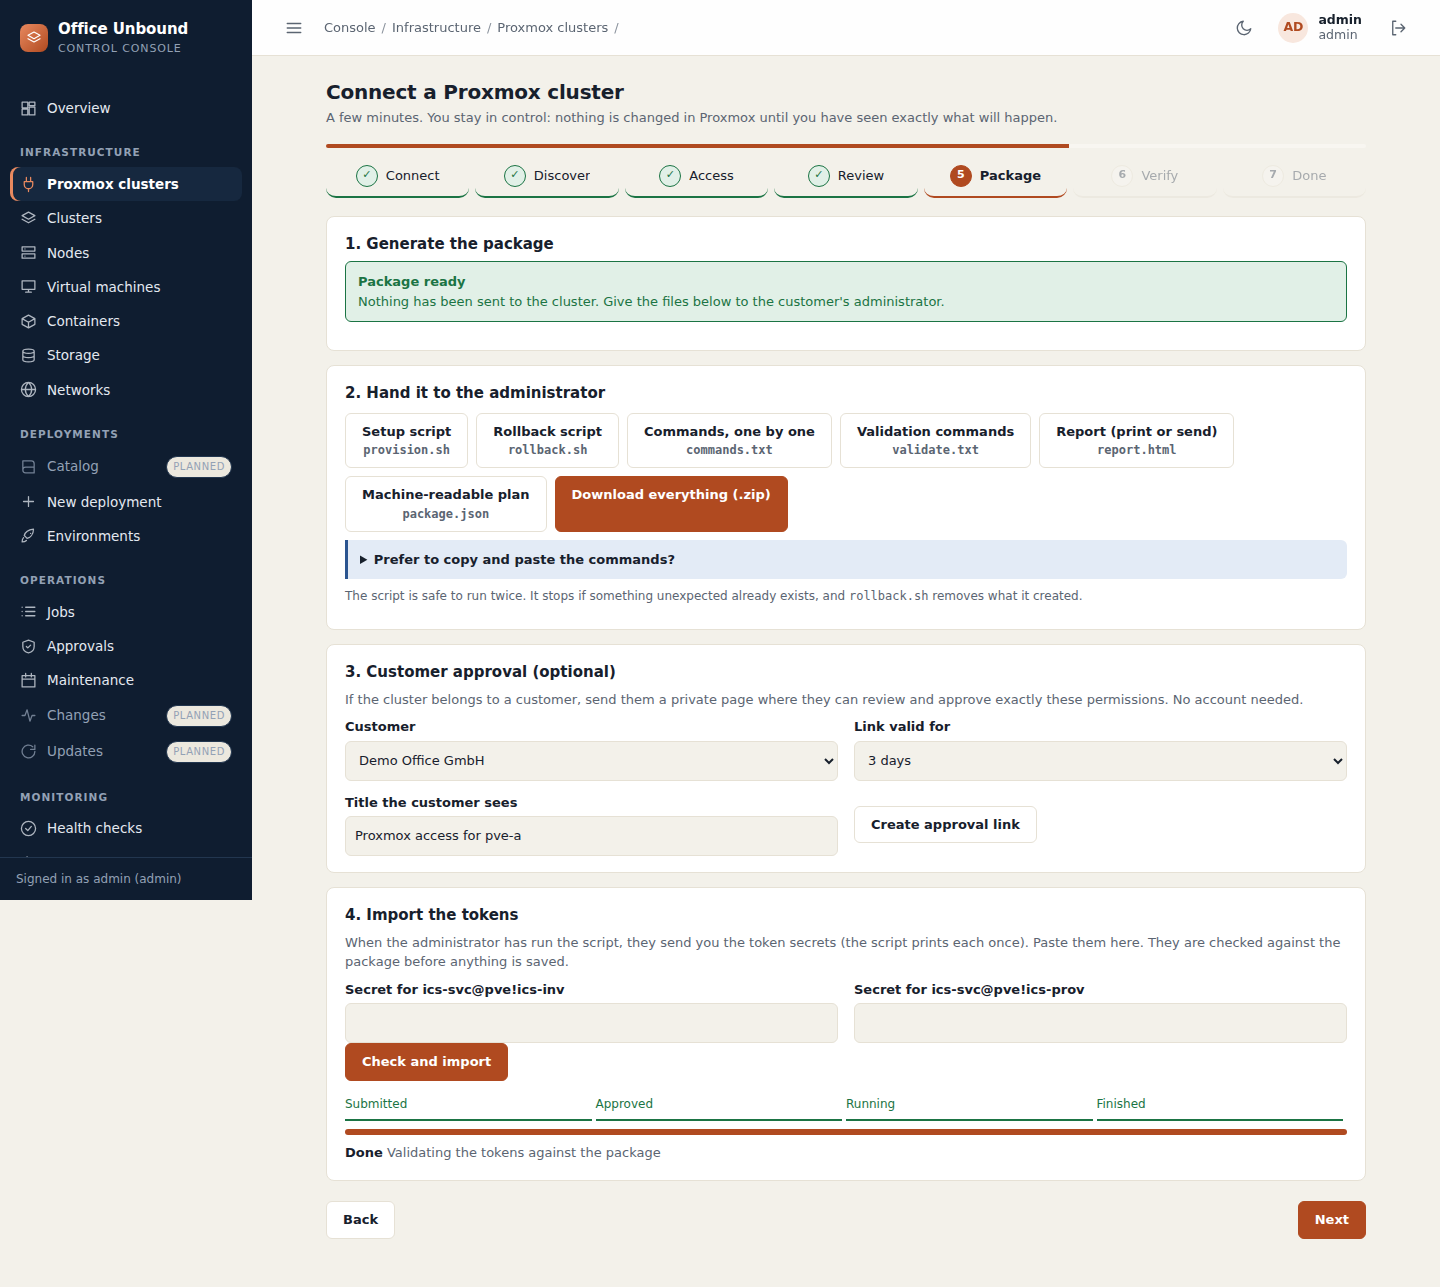 Office Unbound
CONTROL CONSOLE
Overview
INFRASTRUCTURE
Proxmox clusters
Clusters
Nodes
Virtual machines
Containers
Storage
Networks
DEPLOYMENTS
Catalog PLANNED
New deployment
Environments
OPERATIONS
Jobs
Approvals
Maintenance
Changes PLANNED
Updates PLANNED
MONITORING
Health checks
Signed in as admin (admin)
Console / Infrastructure / Proxmox clusters /
AD
admin
admin
Connect a Proxmox cluster
A few minutes. You stay in control: nothing is changed in Proxmox until you have seen exactly what will happen.
✓ Connect ✓ Discover ✓ Access ✓ Review 5 Package 6 Verify 7 Done
1. Generate the package
Package ready
Nothing has been sent to the cluster. Give the files below to the customer's administrator.
2. Hand it to the administrator
Setup script
provision.sh
Rollback script
rollback.sh
Commands, one by one
commands.txt
Validation commands
validate.txt
Report (print or send)
report.html
Machine-readable plan
package.json
Download everything (.zip)
▶ Prefer to copy and paste the commands?
The script is safe to run twice. It stops if something unexpected already exists, and rollback.sh removes what it created.
3. Customer approval (optional)
If the cluster belongs to a customer, send them a private page where they can review and approve exactly these permissions. No account needed.
Customer
Demo Office GmbH
Link valid for
3 days
Title the customer sees
Proxmox access for pve-a
Create approval link
4. Import the tokens
When the administrator has run the script, they send you the token secrets (the script prints each once). Paste them here. They are checked against the
package before anything is saved.
Secret for ics-svc@pve!ics-inv
Secret for ics-svc@pve!ics-prov
Check and import
Submitted Approved Running Finished
Done Validating the tokens against the package
Back
Next